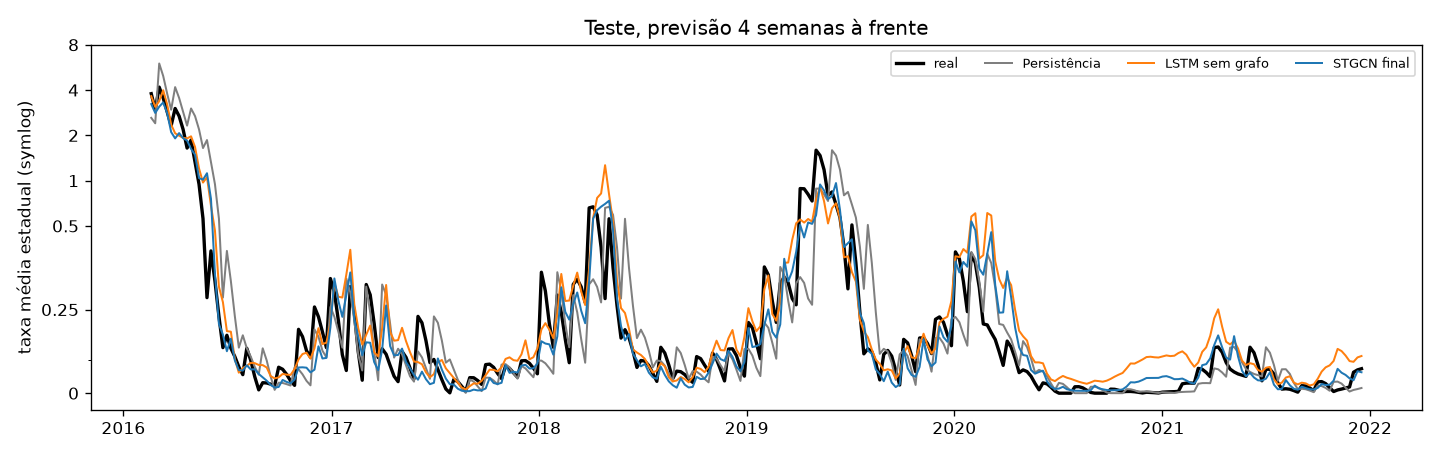 Teste, previsão 4 semanas à frente
real Persistência LSTM sem grafo STGCN final
taxa média estadual (symlog)
8
4
2
1
0.5
0.25
0
2016 2017 2018 2019 2020 2021 2022